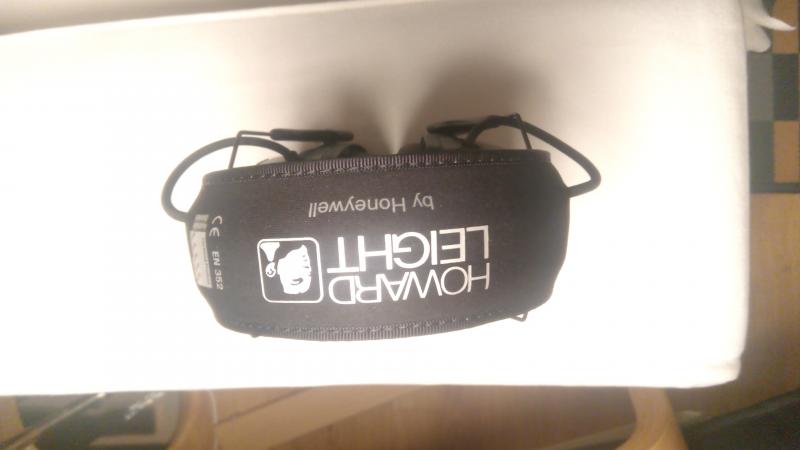 HOWARD
LEIGHT
by Honeywell
CE EN 352